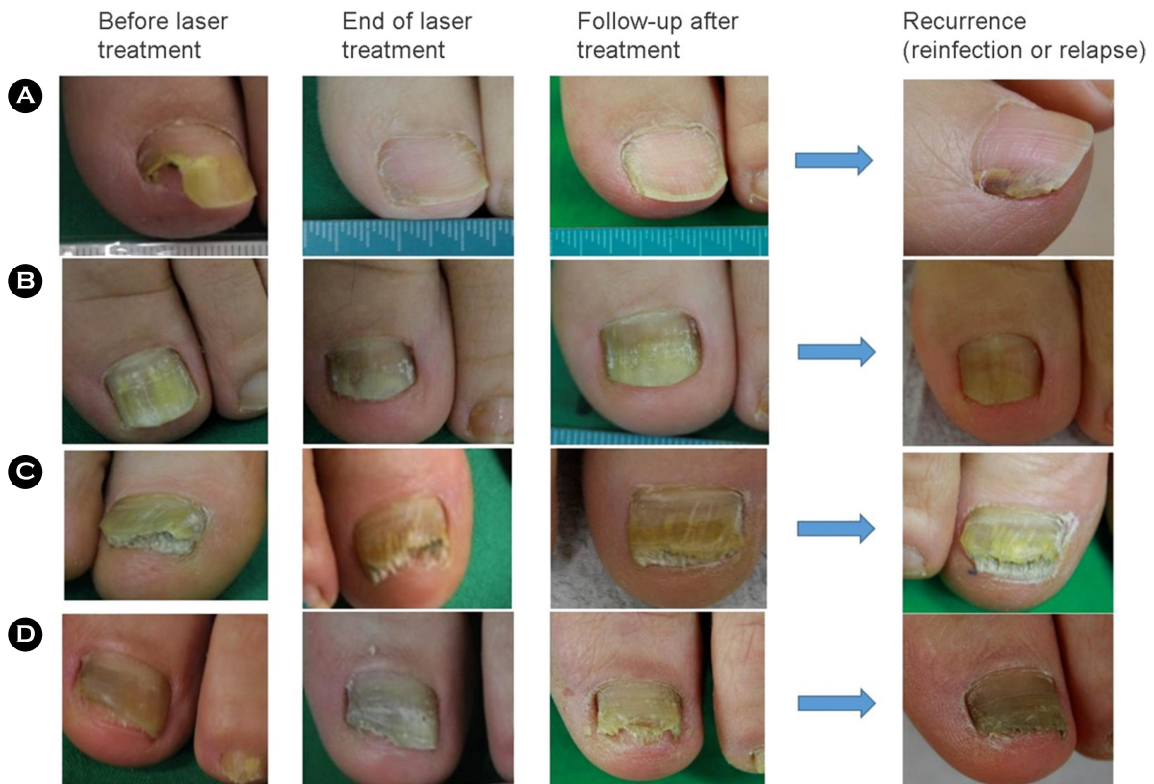 Before laser
treatment
End of laser
treatment
Follow-up after
treatment
Recurrence
(reinfection or relapse)
A
B
C
D